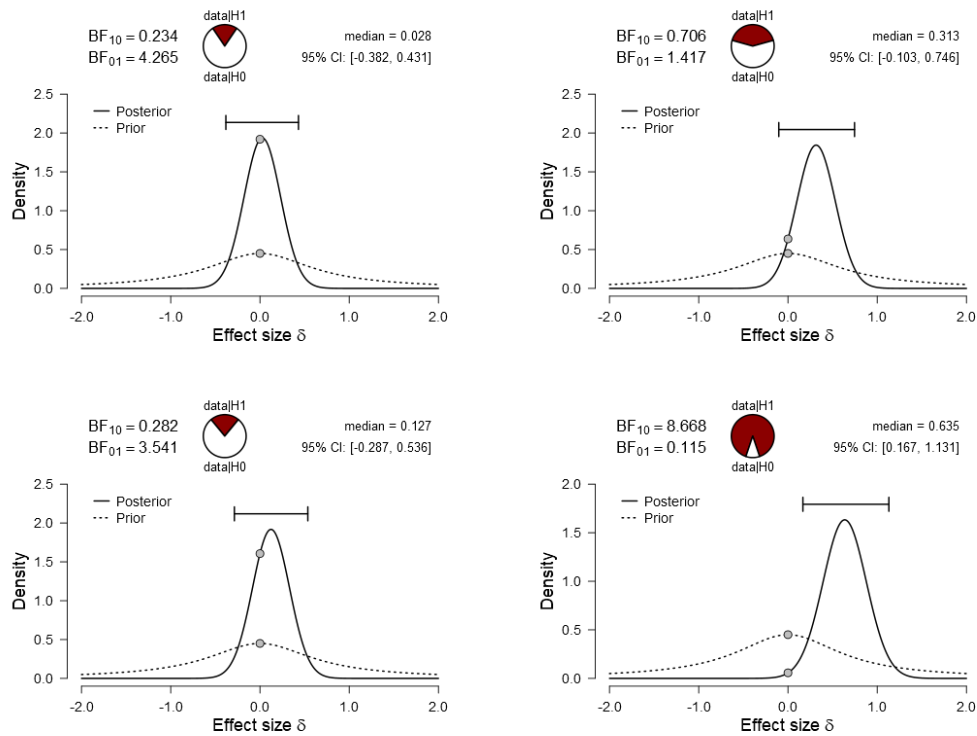 data|H1
BF10 = 0.234
BF01 = 4.265
data|H0
median = 0.028
95% CI: [-0.382, 0.431]
2.5
2.0
1.5
1.0
0.5
0.0
Density
Posterior
Prior
-2.0 -1.0 0.0 1.0 2.0
Effect size δ
data|H1
BF10 = 0.706
BF01 = 1.417
data|H0
median = 0.313
95% CI: [-0.103, 0.746]
2.5
2.0
1.5
1.0
0.5
0.0
Density
Posterior
Prior
-2.0 -1.0 0.0 1.0 2.0
Effect size δ
data|H1
BF10 = 0.282
BF01 = 3.541
data|H0
median = 0.127
95% CI: [-0.287, 0.536]
2.5
2.0
1.5
1.0
0.5
0.0
Density
Posterior
Prior
-2.0 -1.0 0.0 1.0 2.0
Effect size δ
data|H1
BF10 = 8.668
BF01 = 0.115
data|H0
median = 0.635
95% CI: [0.167, 1.131]
2.0
1.5
1.0
0.5
0.0
Density
Posterior
Prior
-2.0 -1.0 0.0 1.0 2.0
Effect size δ